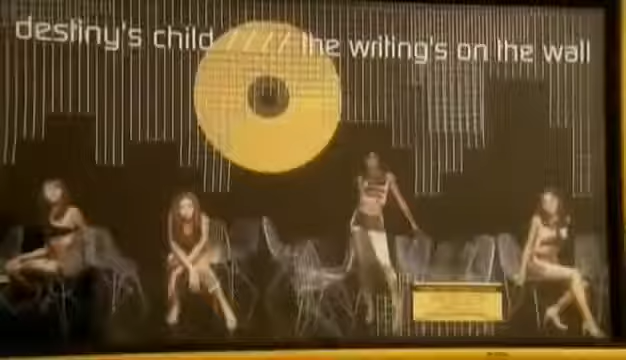 destiny's child //// the writing's on the wall